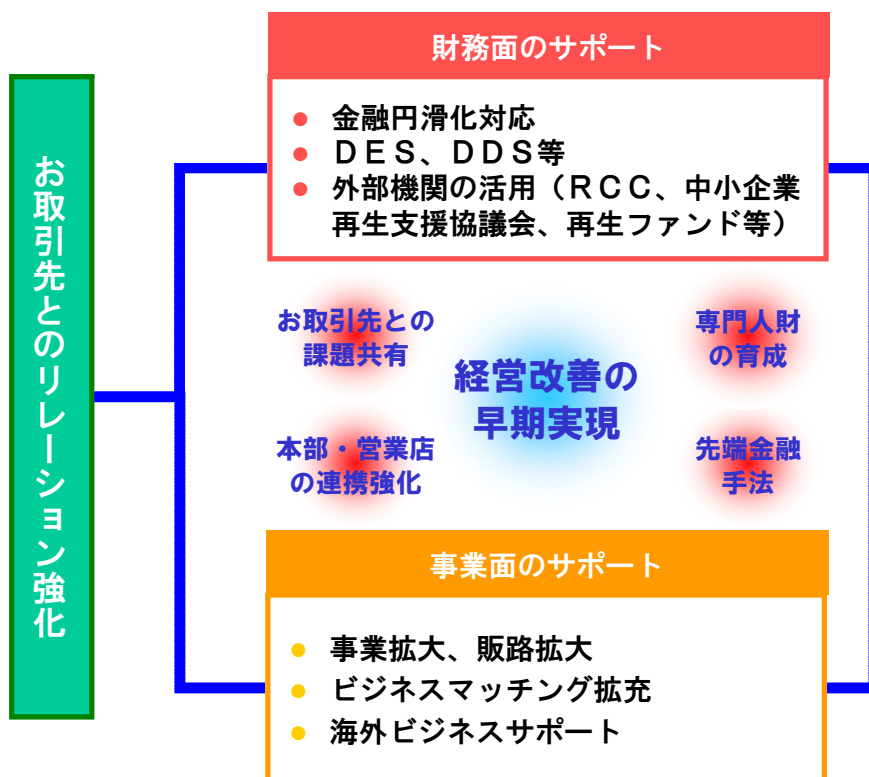 お取引先とのリレーション強化
財務面のサポート
● 金融円滑化対応
● ＤＥＳ、ＤＤＳ等
● 外部機関の活用（ＲＣＣ、中小企業
再生支援協議会、再生ファンド等）
お取引先との
課題共有
専門人財
の育成
経営改善の
早期実現
本部・営業店
の連携強化
先端金融
手法
事業面のサポート
● 事業拡大、販路拡大
● ビジネスマッチング拡充
● 海外ビジネスサポート